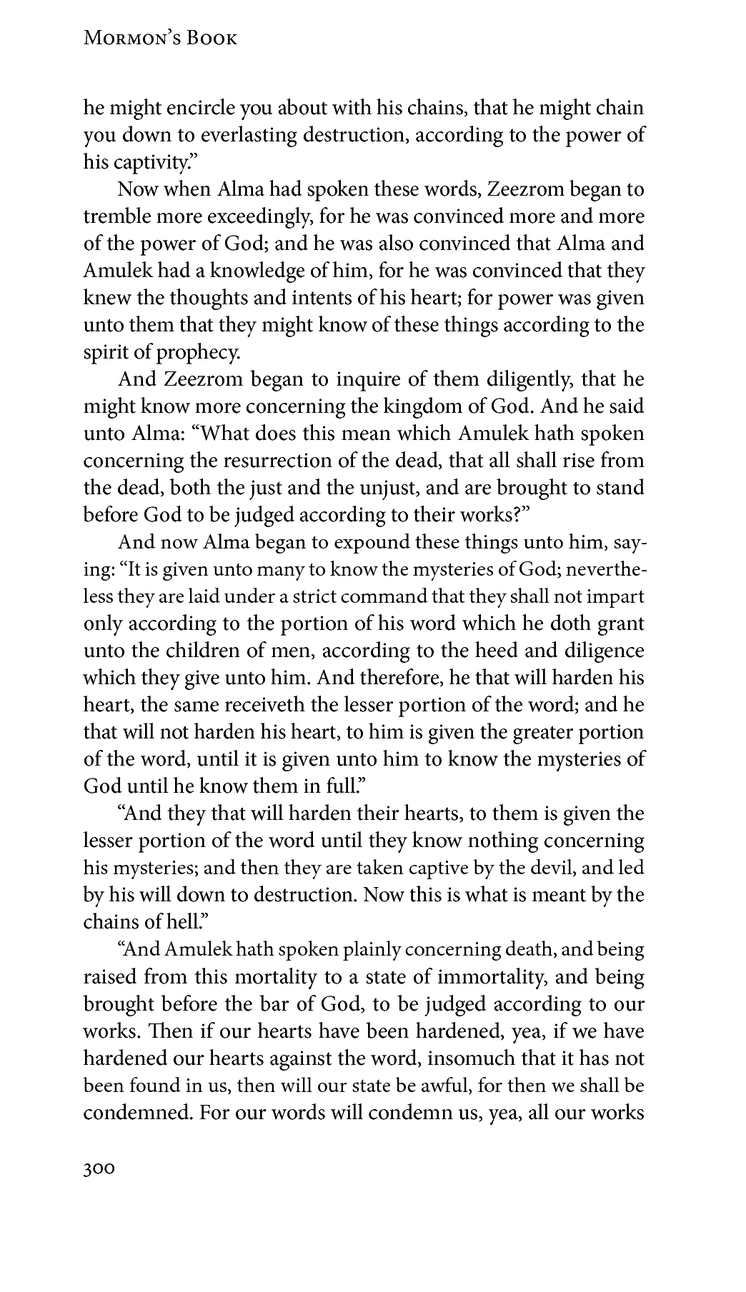 Mormon’s Book
he might encircle you about with his chains, that he might chain
you down to everlasting destruction, according to the power of
his captivity.”
Now when Alma had spoken these words, Zeezrom began to
tremble more exceedingly, for he was convinced more and more
of the power of God; and he was also convinced that Alma and
Amulek had a knowledge of him, for he was convinced that they
knew the thoughts and intents of his heart; for power was given
unto them that they might know of these things according to the
spirit of prophecy.
And Zeezrom began to inquire of them diligently, that he
might know more concerning the kingdom of God. And he said
unto Alma: “What does this mean which Amulek hath spoken
concerning the resurrection of the dead, that all shall rise from
the dead, both the just and the unjust, and are brought to stand
before God to be judged according to their works?”
And now Alma began to expound these things unto him, say-
ing: “It is given unto many to know the mysteries of God; neverthe-
less they are laid under a strict command that they shall not impart
only according to the portion of his word which he doth grant
unto the children of men, according to the heed and diligence
which they give unto him. And therefore, he that will harden his
heart, the same receiveth the lesser portion of the word; and he
that will not harden his heart, to him is given the greater portion
of the word, until it is given unto him to know the mysteries of
God until he know them in full.”
“And they that will harden their hearts, to them is given the
lesser portion of the word until they know nothing concerning
his mysteries; and then they are taken captive by the devil, and led
by his will down to destruction. Now this is what is meant by the
chains of hell.”
“And Amulek hath spoken plainly concerning death, and being
raised from this mortality to a state of immortality, and being
brought before the bar of God, to be judged according to our
works. Then if our hearts have been hardened, yea, if we have
hardened our hearts against the word, insomuch that it has not
been found in us, then will our state be awful, for then we shall be
condemned. For our words will condemn us, yea, all our works
300